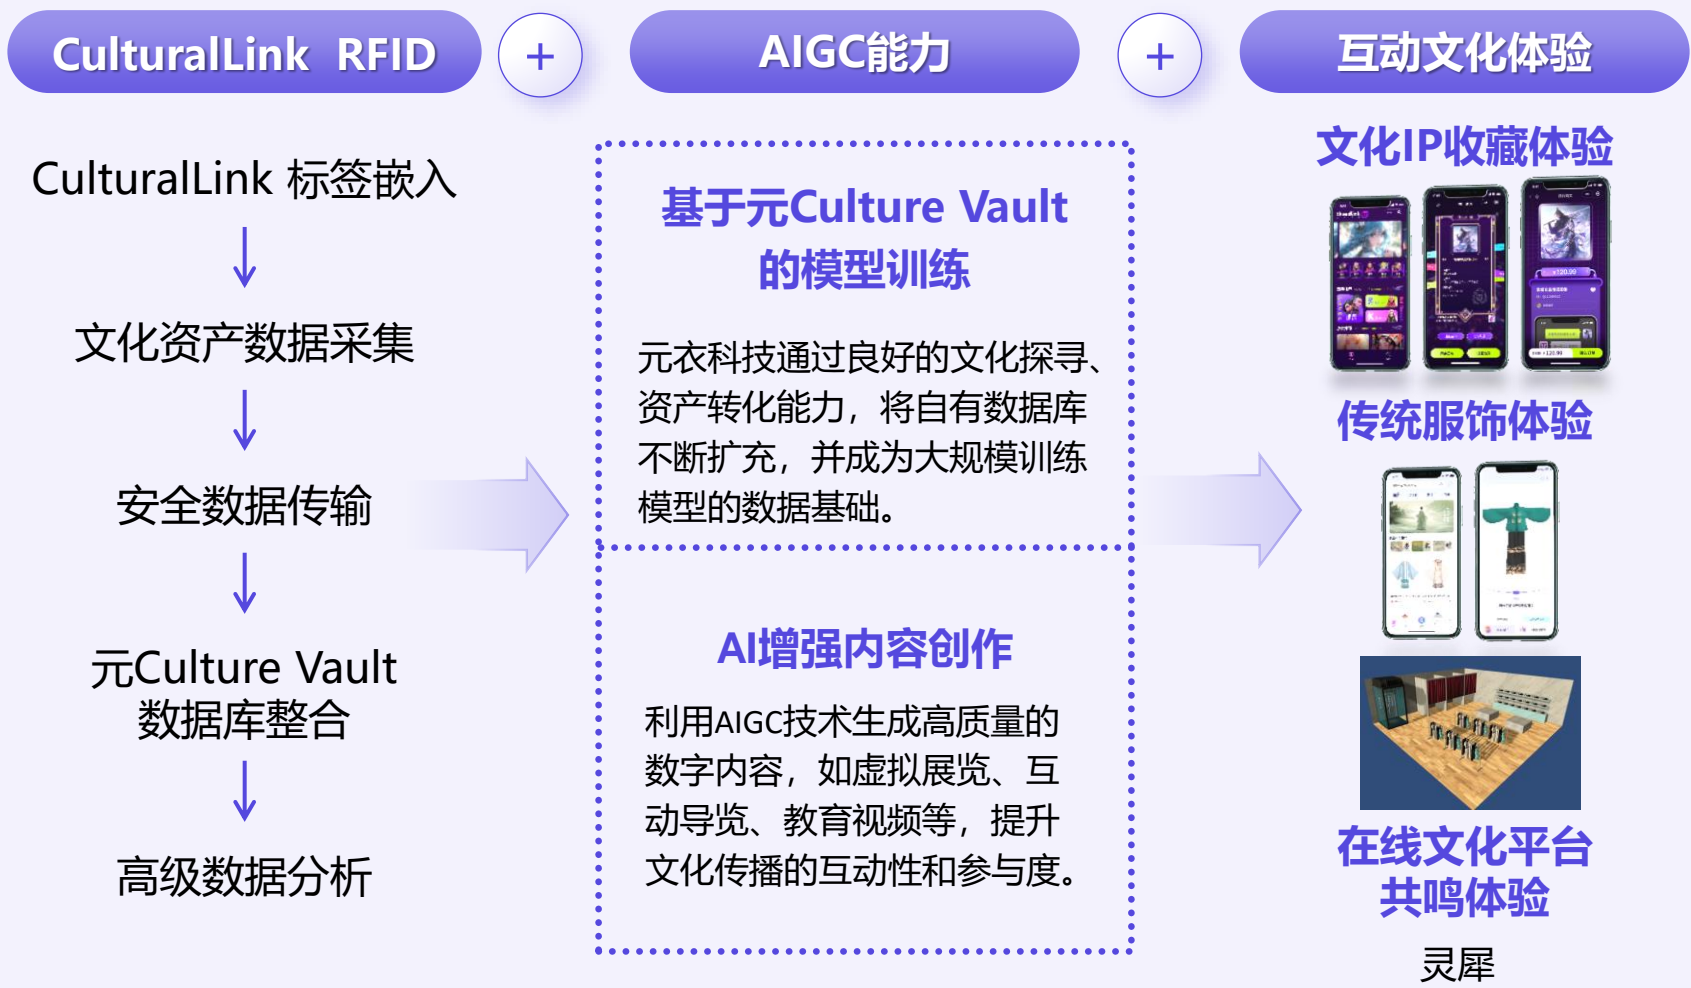 CulturalLink RFID
+
AIGC能力
+
互动文化体验
CulturalLink 标签嵌入
文化资产数据采集
安全数据传输
元Culture Vault
数据库整合
高级数据分析
基于元Culture Vault
的模型训练
元衣科技通过良好的文化探寻、
资产转化能力，将自有数据库
不断扩充，并成为大规模训练
模型的数据基础。
AI增强内容创作
利用AIGC技术生成高质量的
数字内容，如虚拟展览、互
动导览、教育视频等，提升
文化传播的互动性和参与度。
文化IP收藏体验
传统服饰体验
在线文化平台
共鸣体验
灵犀